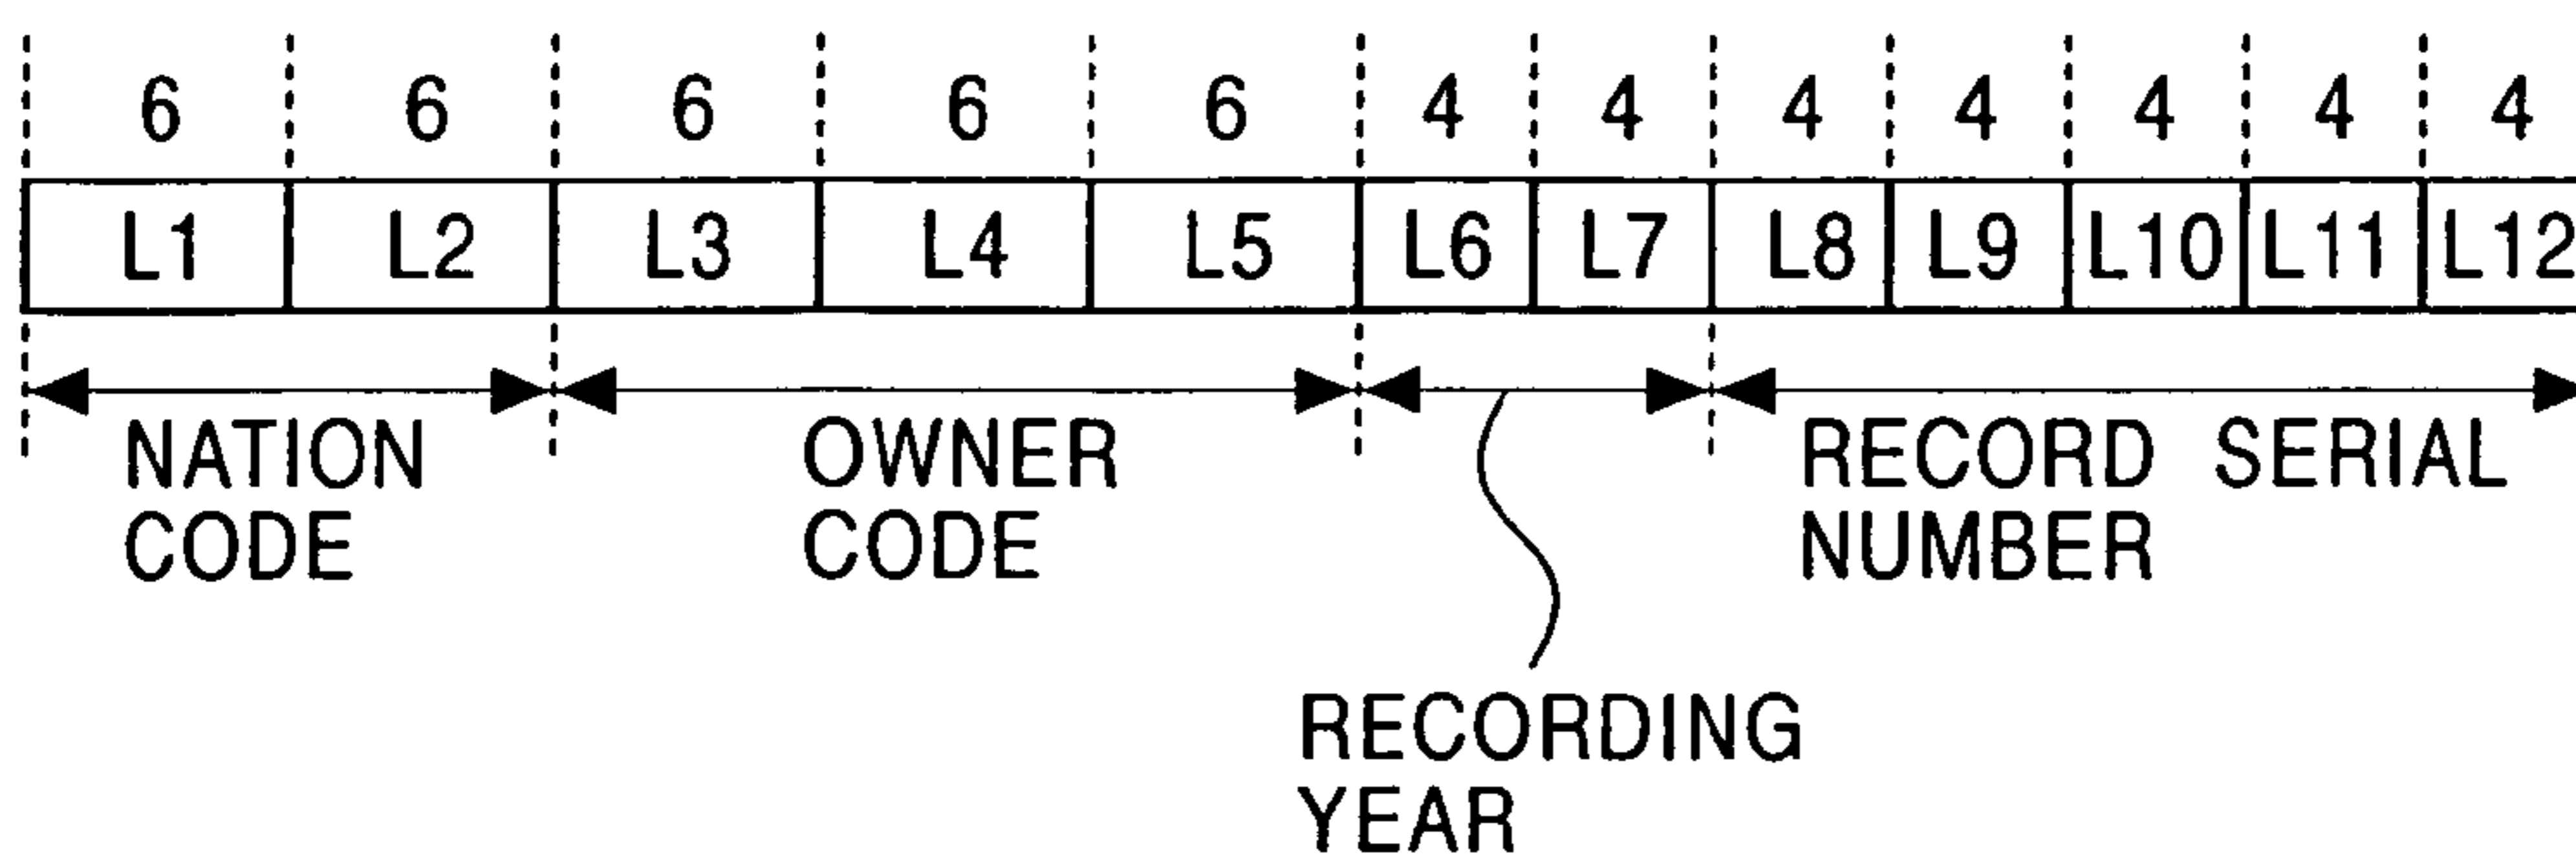 6 6 6 6 6 4 4 4 4 4 4 4
L1 L2 L3 L4 L5 L6 L7 L8 L9 L10 L11 L12
NATION
CODE
OWNER
CODE
RECORD SERIAL
NUMBER
RECORDING
YEAR